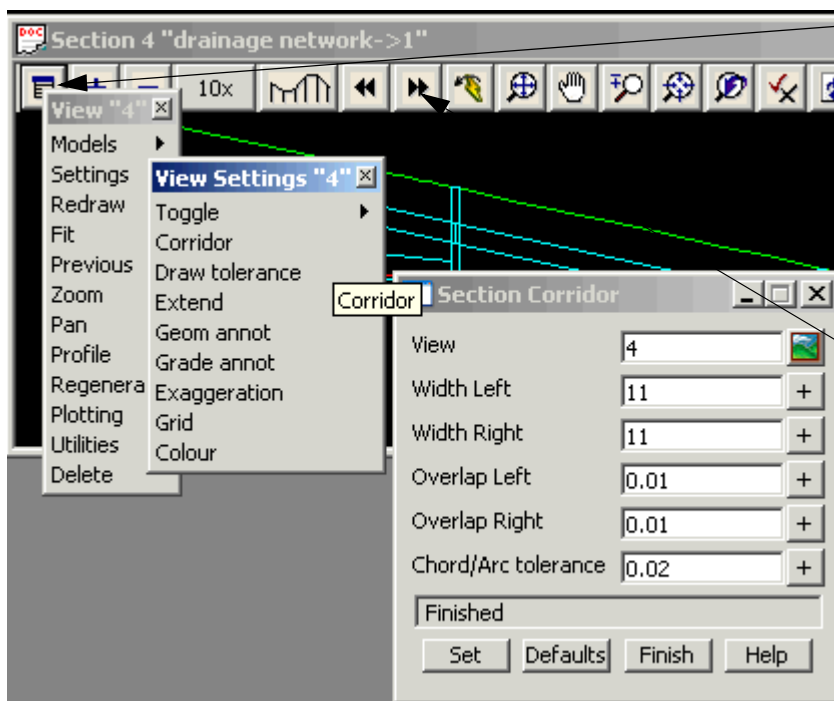 DOC
Section 4 "drainage network->1"
10x
View "4"
Models
Settings
Redraw
Fit
Previous
Zoom
Pan
Profile
Regenera
Plotting
Utilities
Delete
View Settings "4"
Toggle
Corridor
Draw tolerance
Extend
Geom annot
Grade annot
Exaggeration
Grid
Colour
Corridor
Section Corridor
View 4
Width Left 11 +
Width Right 11 +
Overlap Left 0.01 +
Overlap Right 0.01 +
Chord/Arc tolerance 0.02 +
Finished
Set Defaults Finish Help